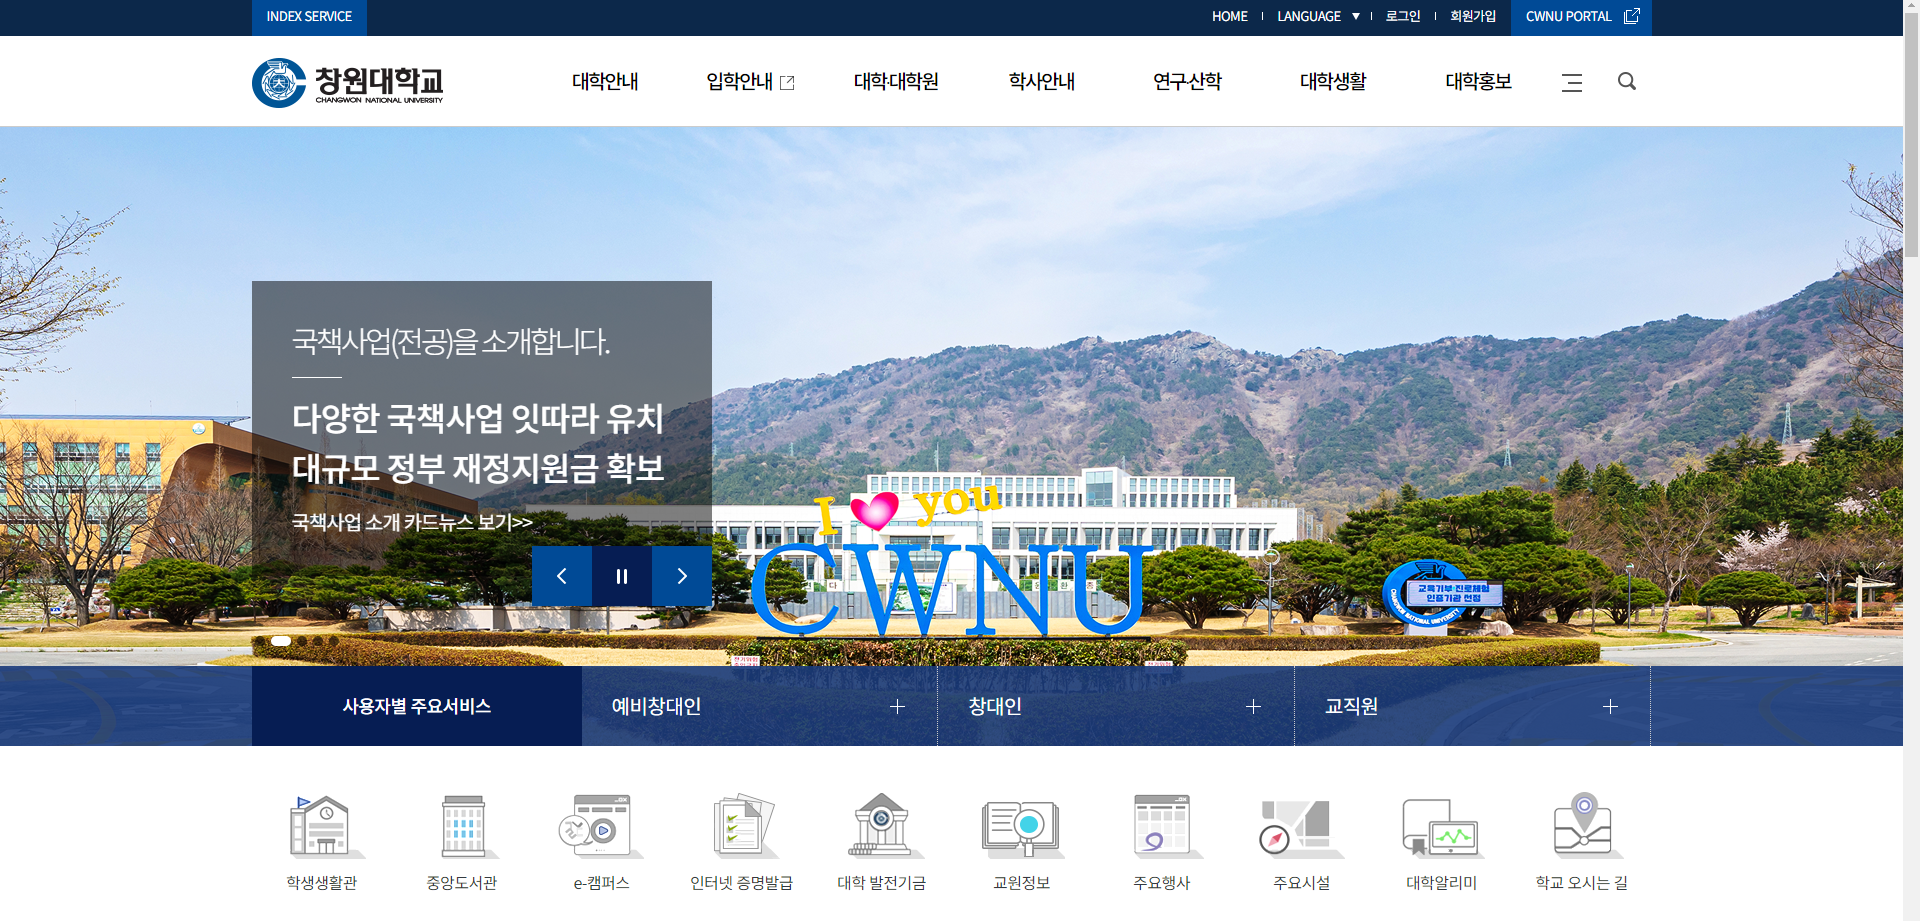 INDEX SERVICE
HOME
LANGUAGE ▼
로그인
회원가입
CWNU PORTAL
창원대학교
CHANGWON NATIONAL UNIVERSITY
대학안내
입학안내
대학·대학원
학사안내
연구·산학
대학생활
대학홍보
국책사업(전공)을 소개합니다.
다양한 국책사업 잇따라 유치
대규모 정부 재정지원금 확보
국책사업 소개 카드뉴스 보기>>
I you
CWNU
교육기부·진로체험
인증기관 선정
CHANGWON NATIONAL UNIVERSITY
사용자별 주요서비스
예비창대인
창대인
교직원
학생생활관
중앙도서관
e-캠퍼스
인터넷 증명발급
대학 발전기금
교원정보
주요행사
주요시설
대학알리미
학교 오시는 길